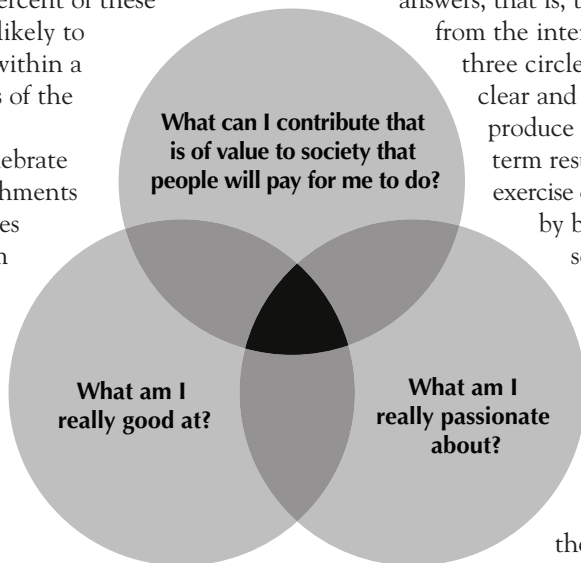 ercent of these
likely to
within a
s of the
ebrate
hments
es
What can I contribute that
is of value to society that
people will pay for me to do?
What am I
really good at?
What am I
really passionate
about?
answers, that is, t
from the inter
three circle
clear and
produce
term res
exercise
by b
s
the